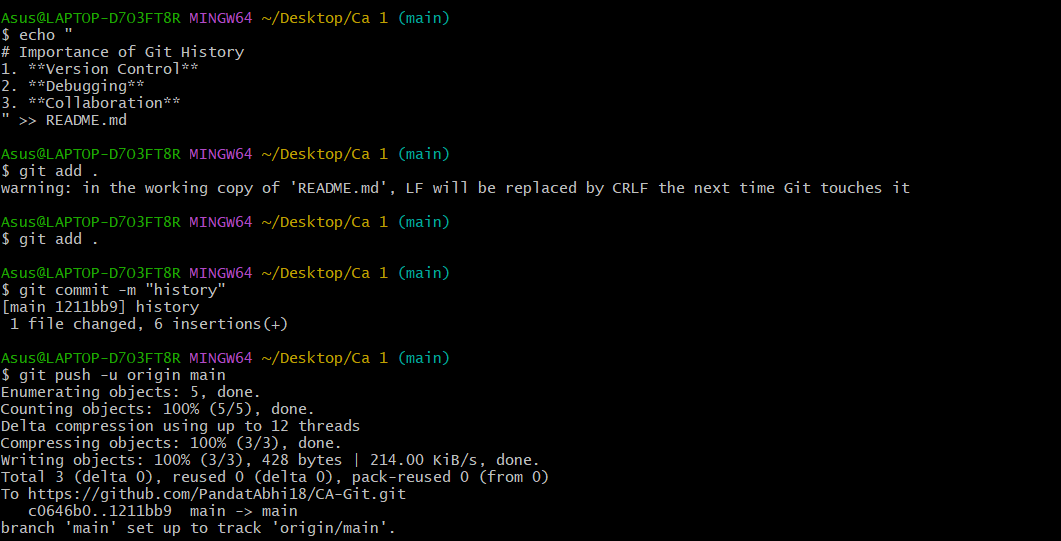 Asus@LAPTOP-D7O3FT8R MINGW64 ~/Desktop/Ca 1 (main)
$ echo "
# Importance of Git History
1. **Version Control**
2. **Debugging**
3. **Collaboration**
" >> README.md
Asus@LAPTOP-D7O3FT8R MINGW64 ~/Desktop/Ca 1 (main)
$ git add .
warning: in the working copy of 'README.md', LF will be replaced by CRLF the next time Git touches it
Asus@LAPTOP-D7O3FT8R MINGW64 ~/Desktop/Ca 1 (main)
$ git add .
Asus@LAPTOP-D7O3FT8R MINGW64 ~/Desktop/Ca 1 (main)
$ git commit -m "history"
[main 1211bb9] history
 1 file changed, 6 insertions(+)
Asus@LAPTOP-D7O3FT8R MINGW64 ~/Desktop/Ca 1 (main)
$ git push -u origin main
Enumerating objects: 5, done.
Counting objects: 100% (5/5), done.
Delta compression using up to 12 threads
Compressing objects: 100% (3/3), done.
Writing objects: 100% (3/3), 428 bytes | 214.00 KiB/s, done.
Total 3 (delta 0), reused 0 (delta 0), pack-reused 0 (from 0)
To https://github.com/PandatAbhi18/CA-Git.git
   c0646b0..1211bb9  main -> main
branch 'main' set up to track 'origin/main'.